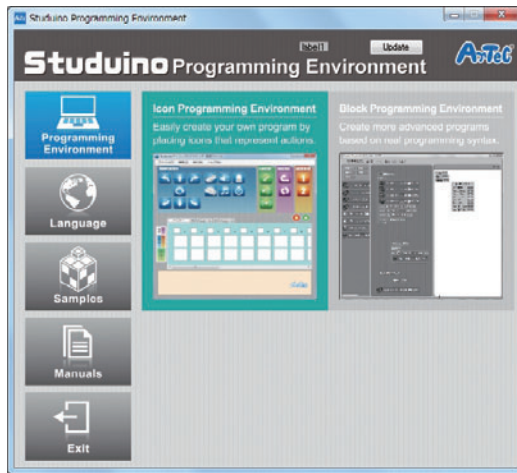 Studuino Programming Environment
label1
Update
ArTeC
Studuino Programming Environment
Programming
Environment
Language
Samples
Manuals
Exit
Icon Programming Environment
Easily create your own program by
placing icons that represent actions.
Block Programming Environment
Create more advanced programs
based on real programming syntax.